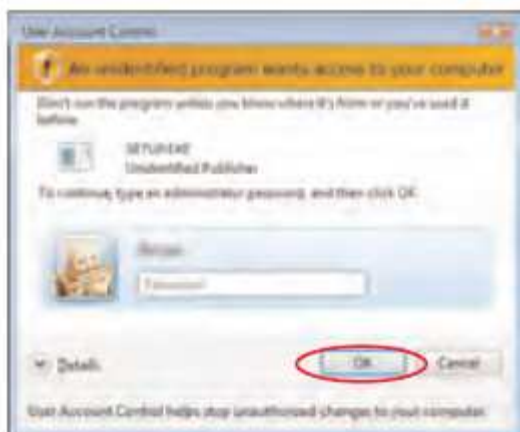 User Account Control
An unidentified program wants access to your computer
Don't run the program unless you know where it's from or you've used it
before.
SETUP.EXE
Unidentified Publisher
To continue, type an administrator password, and then click OK.
Password
Details
OK
Cancel
User Account Control helps stop unauthorized changes to your computer.